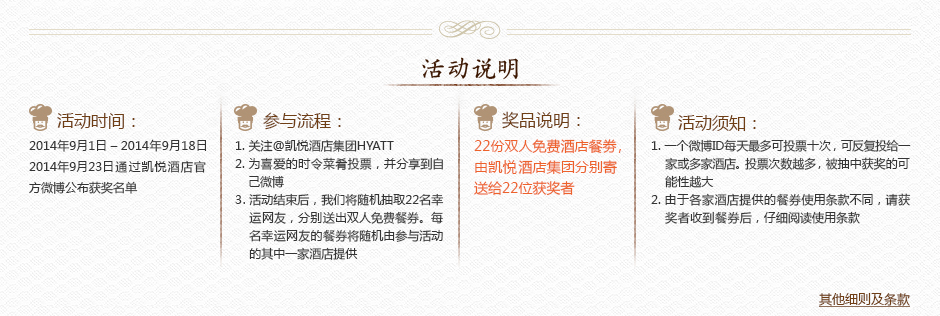 活动说明
活动时间：
2014年9月1日 – 2014年9月18日
2014年9月23日通过凯悦酒店官
方微博公布获奖名单
参与流程：
1. 关注@凯悦酒店集团HYATT
2. 为喜爱的时令菜肴投票，并分享到自
己微博
3. 活动结束后，我们将随机抽取22名幸
运网友，分别送出双人免费餐券。每
名幸运网友的餐券将随机由参与活动
的其中一家酒店提供
奖品说明：
22份双人免费酒店餐券，
由凯悦酒店集团分别寄
送给22位获奖者
活动须知：
1. 一个微博ID每天最多可投票十次，可反复投给一
家或多家酒店。投票次数越多，被抽中获奖的可
能性越大
2. 由于各家酒店提供的餐券使用条款不同，请获
奖者收到餐券后，仔细阅读使用条款
其他细则及条款